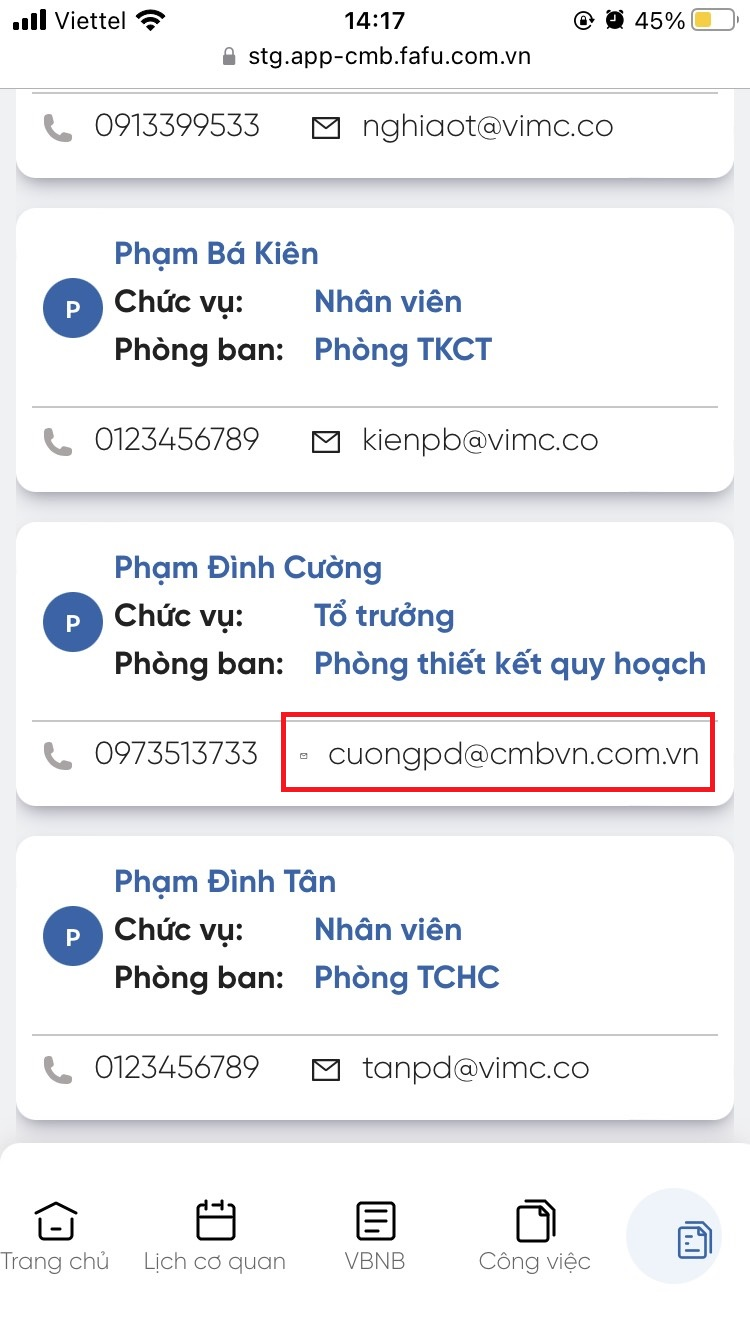 Viettel 14:17 45%
stg.app-cmb.fafu.com.vn
0913399533 nghiaot@vimc.co
Phạm Bá Kiên
P
Chức vụ: Nhân viên
Phòng ban: Phòng TKCT
0123456789 kienpb@vimc.co
Phạm Đình Cường
P
Chức vụ: Tổ trưởng
Phòng ban: Phòng thiết kết quy hoạch
0973513733 cuongpd@cmbvn.com.vn
Phạm Đình Tân
P
Chức vụ: Nhân viên
Phòng ban: Phòng TCHC
0123456789 tanpd@vimc.co
Trang chủ Lịch cơ quan VBNB Công việc